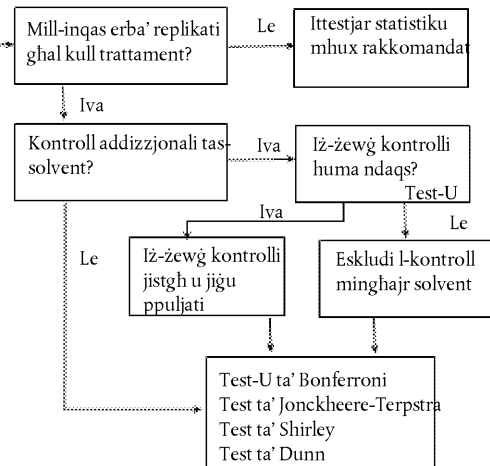 Mill-inqas erba' replikati
għal kull trattament?
Le
Ittestjar statistiku
mhux rakkomandat
Iva
Kontroll addizzjonali tas-
solvent?
Iva
Iż-żewġ kontrolli
huma ndaqs?
Test-U
Iva
Le
Le
Iż-żewġ kontrolli
jistgħ u jiġu
ppuljati
Eskludi l-kontroll
mingħajr solvent
Test-U ta' Bonferroni
Test ta' Jonckheere-Terpstra
Test ta' Shirley
Test ta' Dunn